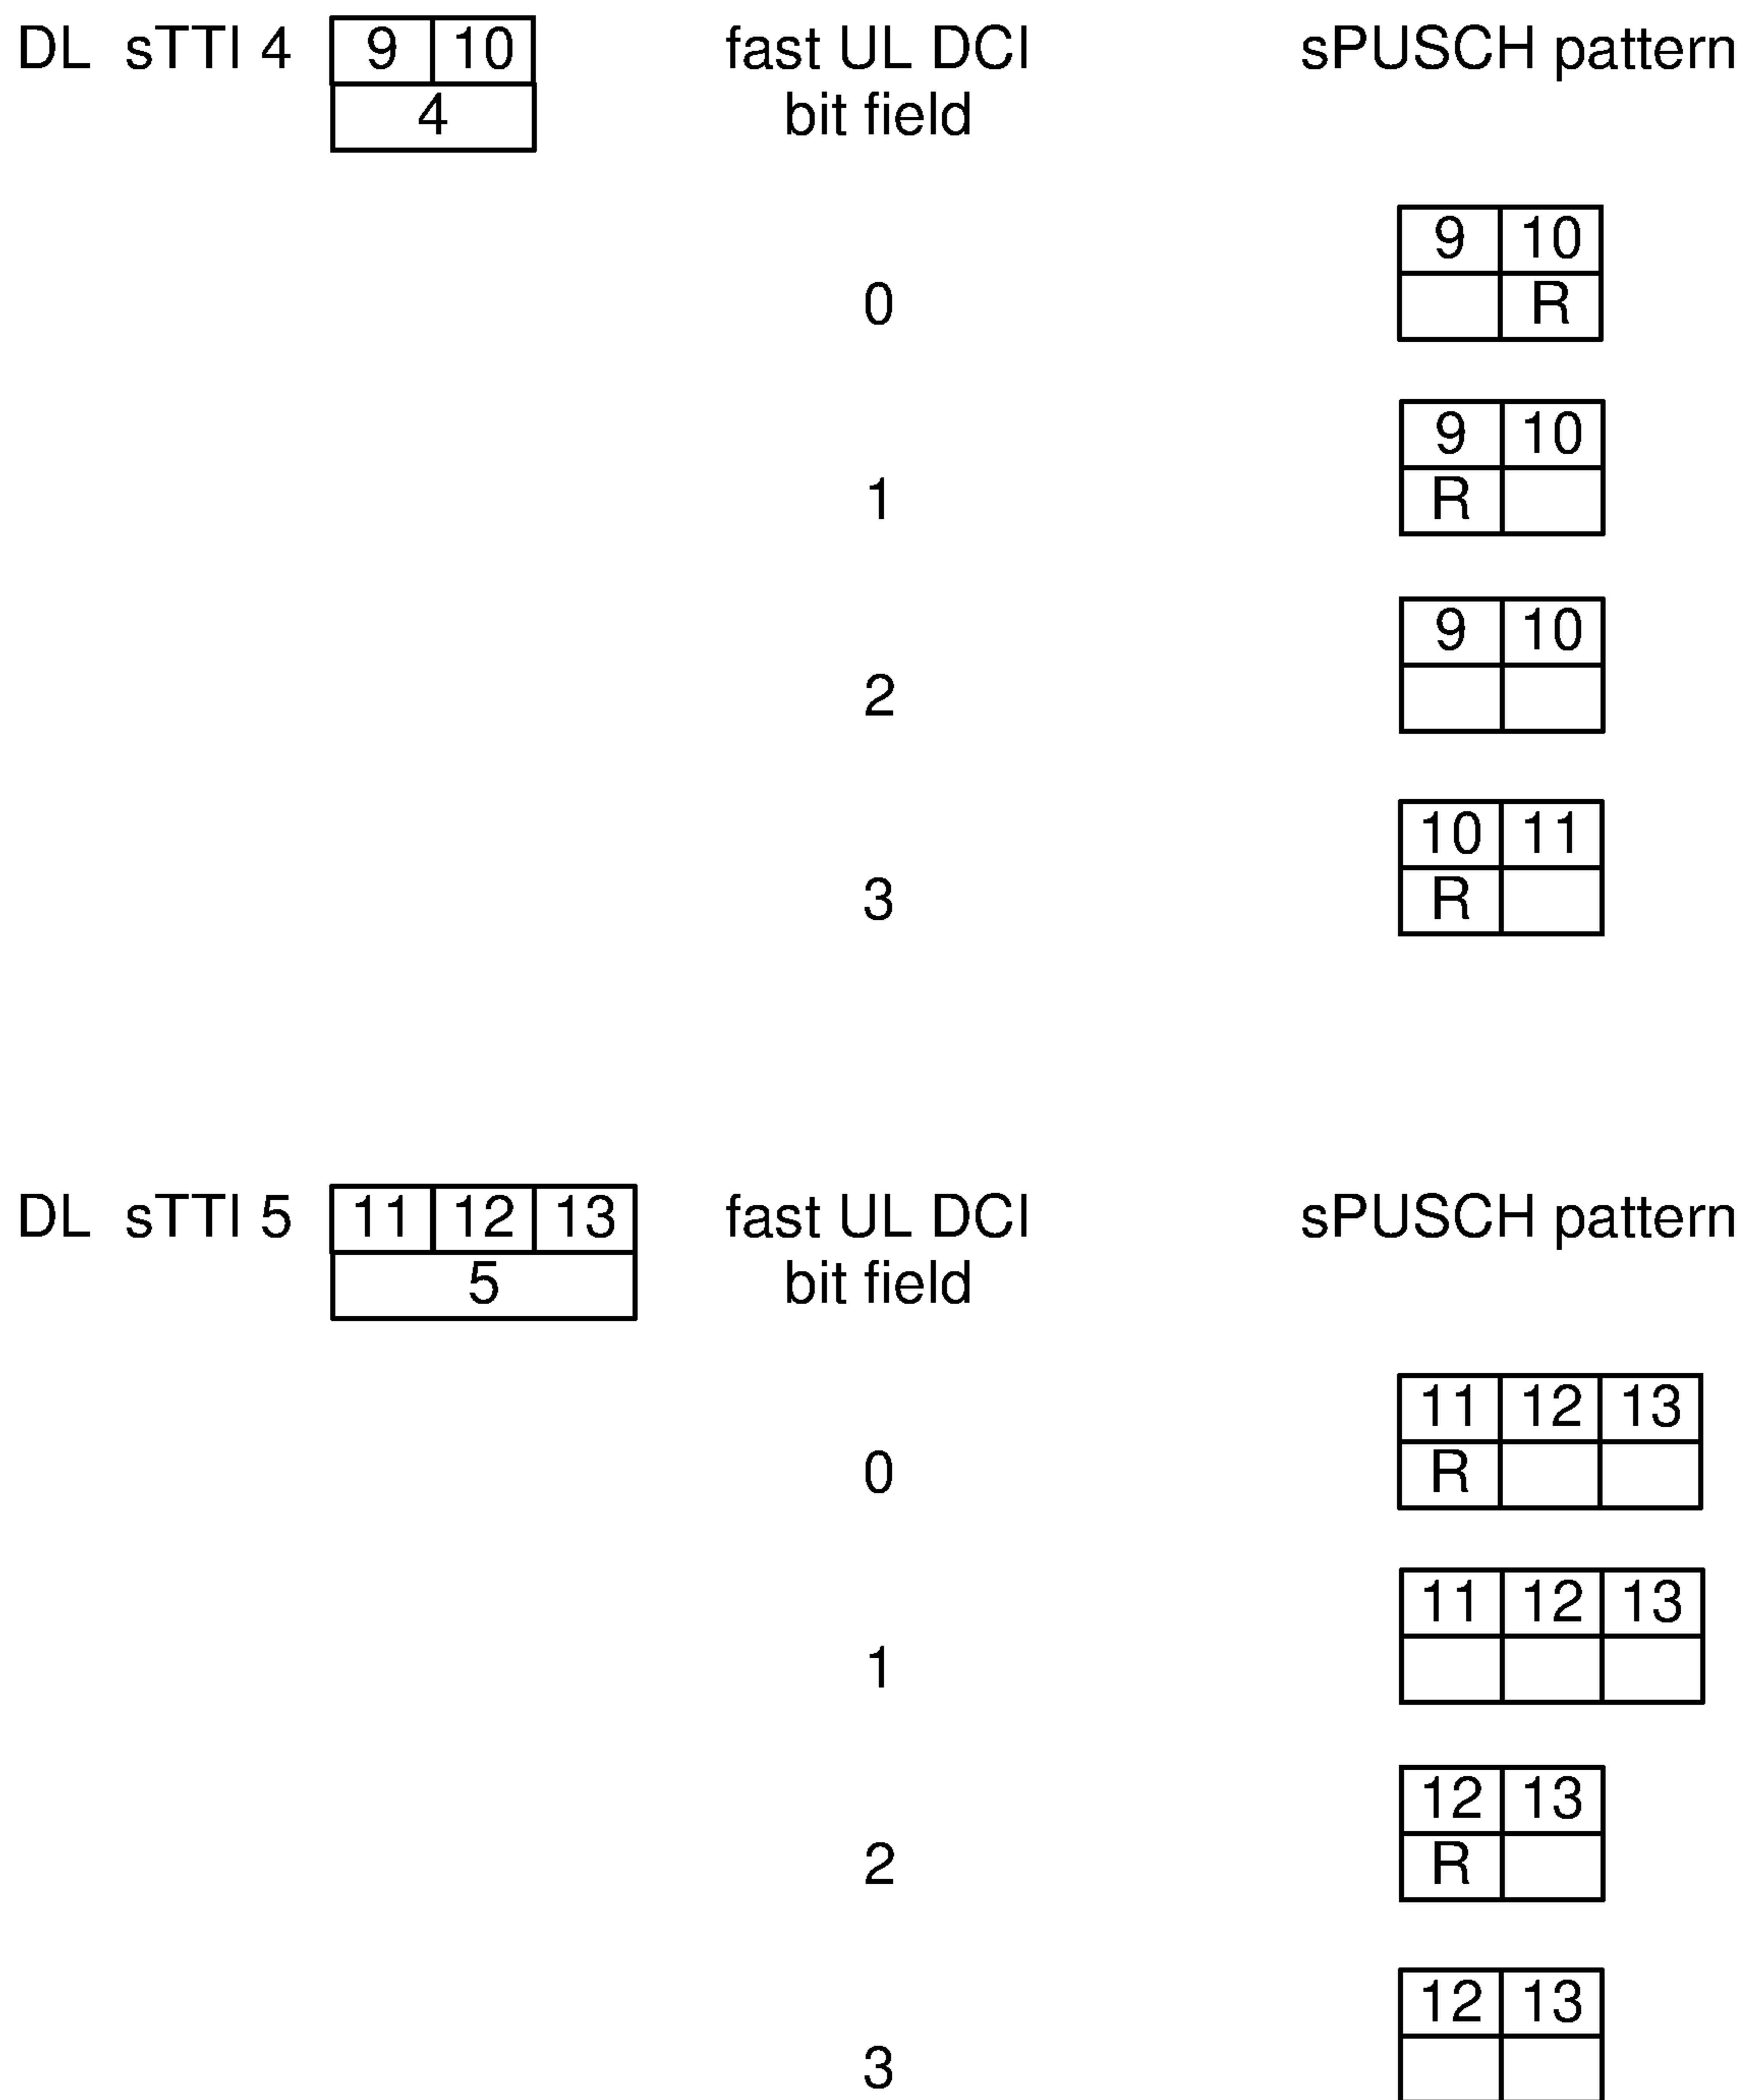 DL sTTI 4 9 10 fast UL DCI sPUSCH pattern
4 bit field
9 10
0 R
9 10
1 R
9 10
2
10 11
3 R
DL sTTI 5 11 12 13 fast UL DCI sPUSCH pattern
5 bit field
11 12 13
0 R
11 12 13
1
12 13
2 R
12 13
3